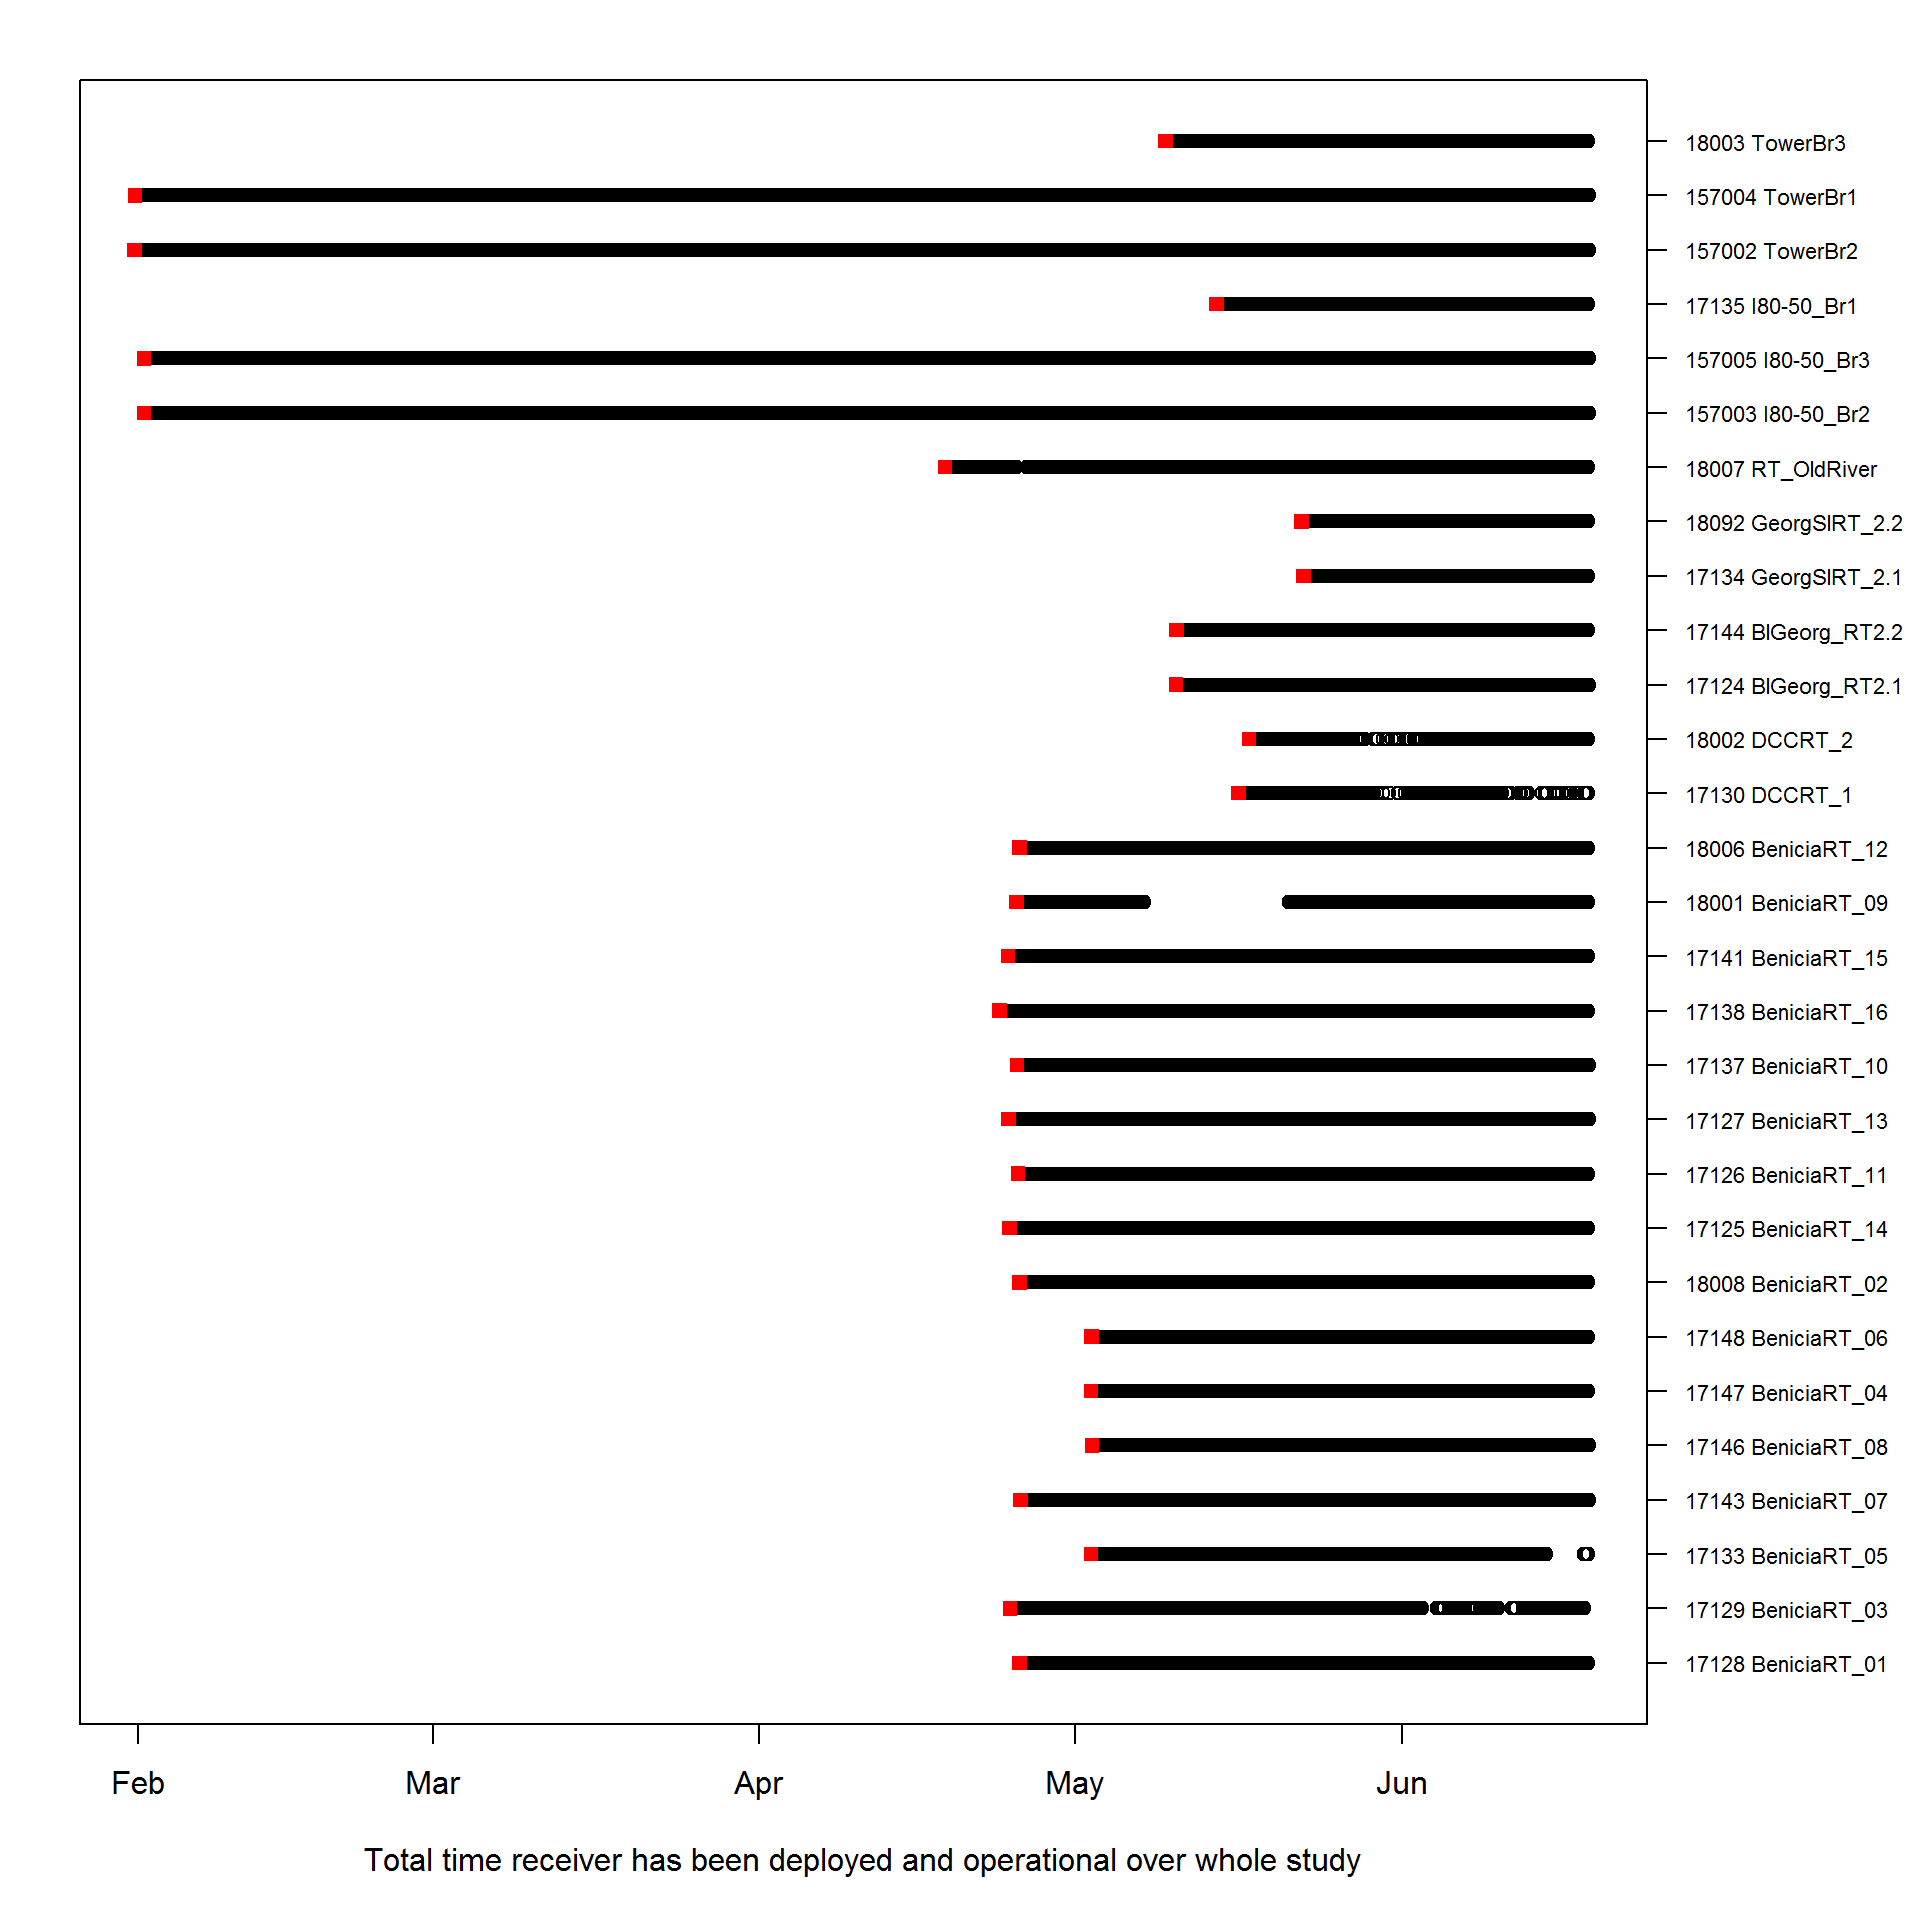 18003 TowerBr3
157004 TowerBr1
157002 TowerBr2
17135 I80-50_Br1
157005 I80-50_Br3
157003 I80-50_Br2
18007 RT_OldRiver
18092 GeorgSlRT_2.2
17134 GeorgSlRT_2.1
17144 BlGeorg_RT2.2
17124 BlGeorg_RT2.1
18002 DCCRT_2
17130 DCCRT_1
18006 BeniciaRT_12
18001 BeniciaRT_09
17141 BeniciaRT_15
17138 BeniciaRT_16
17137 BeniciaRT_10
17127 BeniciaRT_13
17126 BeniciaRT_11
17125 BeniciaRT_14
18008 BeniciaRT_02
17148 BeniciaRT_06
17147 BeniciaRT_04
17146 BeniciaRT_08
17143 BeniciaRT_07
17133 BeniciaRT_05
17129 BeniciaRT_03
17128 BeniciaRT_01
Feb Mar Apr May Jun
Total time receiver has been deployed and operational over whole study